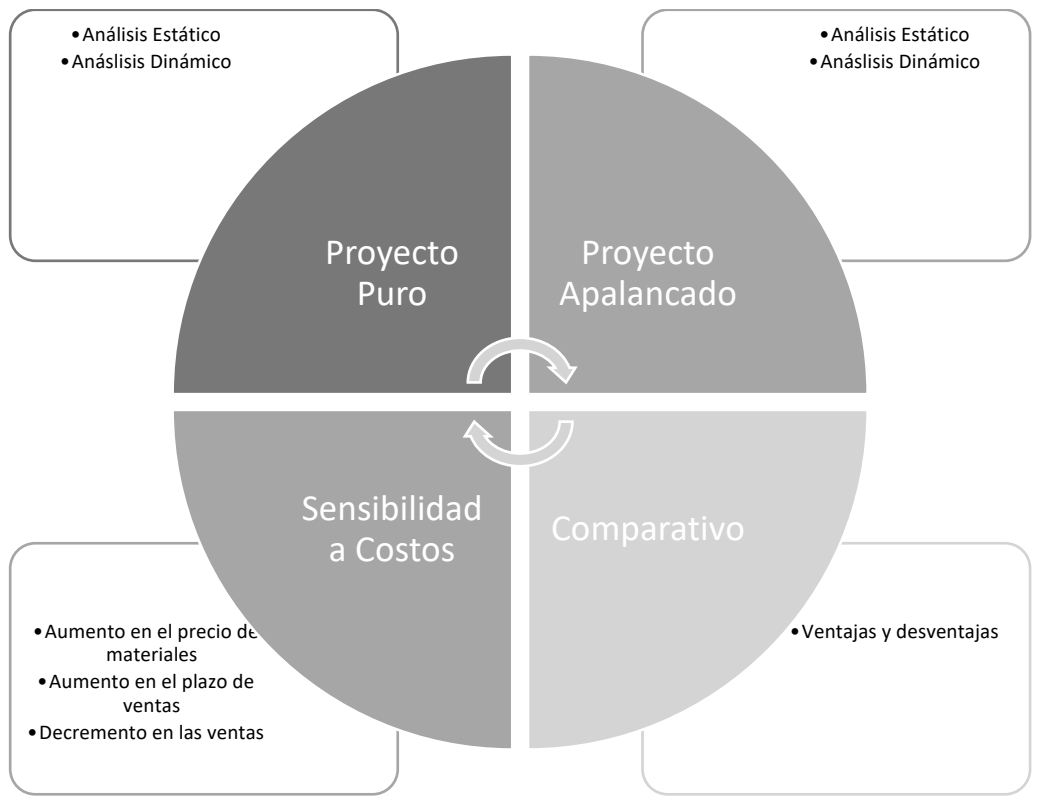 •Análisis Estático
•Anáslisis Dinámico
•Análisis Estático
•Anáslisis Dinámico
Proyecto
Puro
Proyecto
Apalancado
Sensibilidad
a Costos
Comparativo
•Aumento en el precio de
materiales
•Aumento en el plazo de
ventas
•Decremento en las ventas
•Ventajas y desventajas